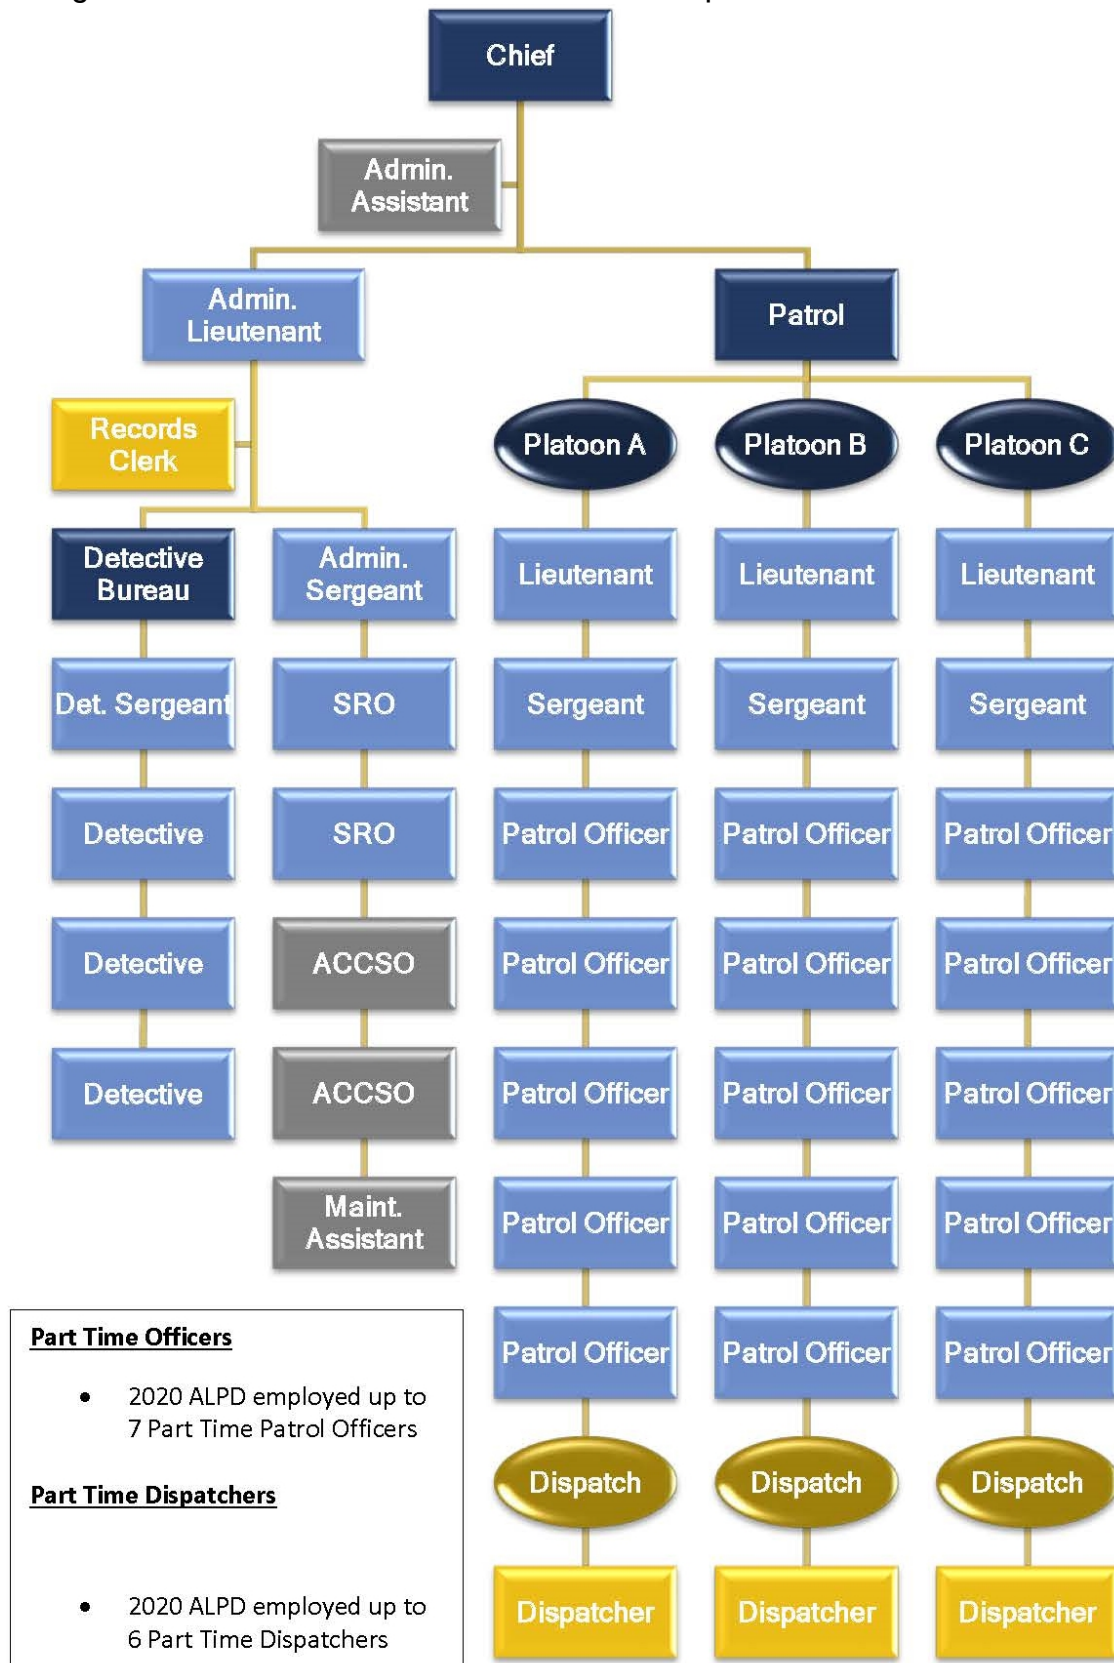 Chief
Admin.
Assistant
Admin.
Lieutenant
Patrol
Records
Clerk
Platoon A
Platoon B
Platoon C
Detective
Bureau
Admin.
Sergeant
Lieutenant
Lieutenant
Lieutenant
Det. Sergeant
SRO
Sergeant
Sergeant
Sergeant
Detective
SRO
Patrol Officer
Patrol Officer
Patrol Officer
Detective
ACCSO
Patrol Officer
Patrol Officer
Patrol Officer
Detective
ACCSO
Patrol Officer
Patrol Officer
Patrol Officer
Maint.
Assistant
Patrol Officer
Patrol Officer
Patrol Officer
Patrol Officer
Patrol Officer
Patrol Officer
Dispatch
Dispatch
Dispatch
Dispatcher
Dispatcher
Dispatcher
Part Time Officers
• 2020 ALPD employed up to
7 Part Time Patrol Officers
Part Time Dispatchers
• 2020 ALPD employed up to
6 Part Time Dispatchers